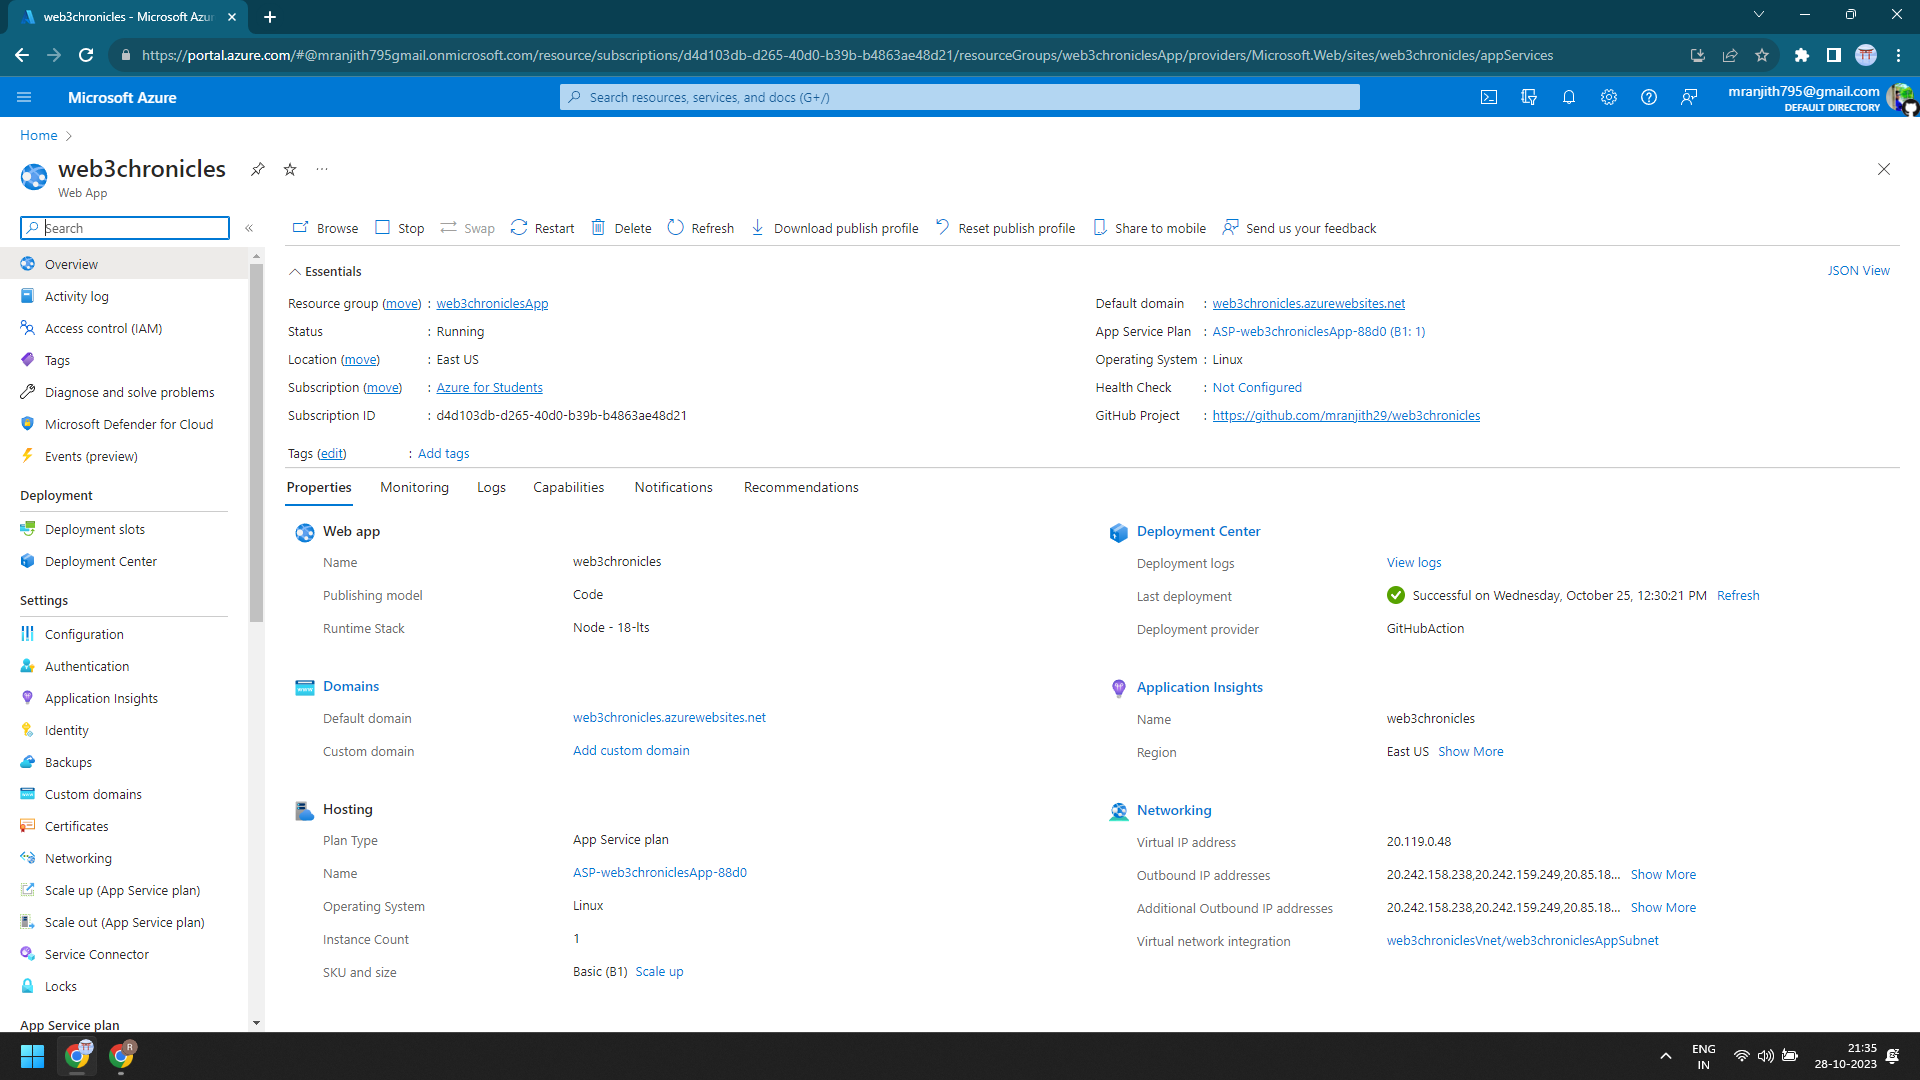 web3chronicles - Microsoft Azur
https://portal.azure.com/#@mranjith795gmail.onmicrosoft.com/resource/subscriptions/d4d103db-d265-40d0-b39b-b4863ae48d21/resourceGroups/web3chroniclesApp/providers/Microsoft.Web/sites/web3chronicles/appServices
Microsoft Azure
Search resources, services, and docs (G+/)
mranjith795@gmail.com
DEFAULT DIRECTORY
Home
web3chronicles
Web App
Search
Browse Stop Swap Restart Delete Refresh Download publish profile Reset publish profile Share to mobile Send us your feedback
Overview
Activity log
Access control (IAM)
Tags
Diagnose and solve problems
Microsoft Defender for Cloud
Events (preview)
Deployment
Deployment slots
Deployment Center
Settings
Configuration
Authentication
Application Insights
Identity
Backups
Custom domains
Certificates
Networking
Scale up (App Service plan)
Scale out (App Service plan)
Service Connector
Locks
App Service plan
Essentials
JSON View
Resource group (move) : web3chroniclesApp
Status : Running
Location (move) : East US
Subscription (move) : Azure for Students
Subscription ID : d4d103db-d265-40d0-b39b-b4863ae48d21
Default domain : web3chronicles.azurewebsites.net
App Service Plan : ASP-web3chroniclesApp-88d0 (B1: 1)
Operating System : Linux
Health Check : Not Configured
GitHub Project : https://github.com/mranjith29/web3chronicles
Tags (edit) : Add tags
Properties Monitoring Logs Capabilities Notifications Recommendations
Web app
Name web3chronicles
Publishing model Code
Runtime Stack Node - 18-lts
Domains
Default domain web3chronicles.azurewebsites.net
Custom domain Add custom domain
Hosting
Plan Type App Service plan
Name ASP-web3chroniclesApp-88d0
Operating System Linux
Instance Count 1
SKU and size Basic (B1) Scale up
Deployment Center
Deployment logs View logs
Last deployment Successful on Wednesday, October 25, 12:30:21 PM Refresh
Deployment provider GitHubAction
Application Insights
Name web3chronicles
Region East US Show More
Networking
Virtual IP address 20.119.0.48
Outbound IP addresses 20.242.158.238,20.242.159.249,20.85.18... Show More
Additional Outbound IP addresses 20.242.158.238,20.242.159.249,20.85.18... Show More
Virtual network integration web3chroniclesVnet/web3chroniclesAppSubnet
R
ENG
IN
21:35
28-10-2023